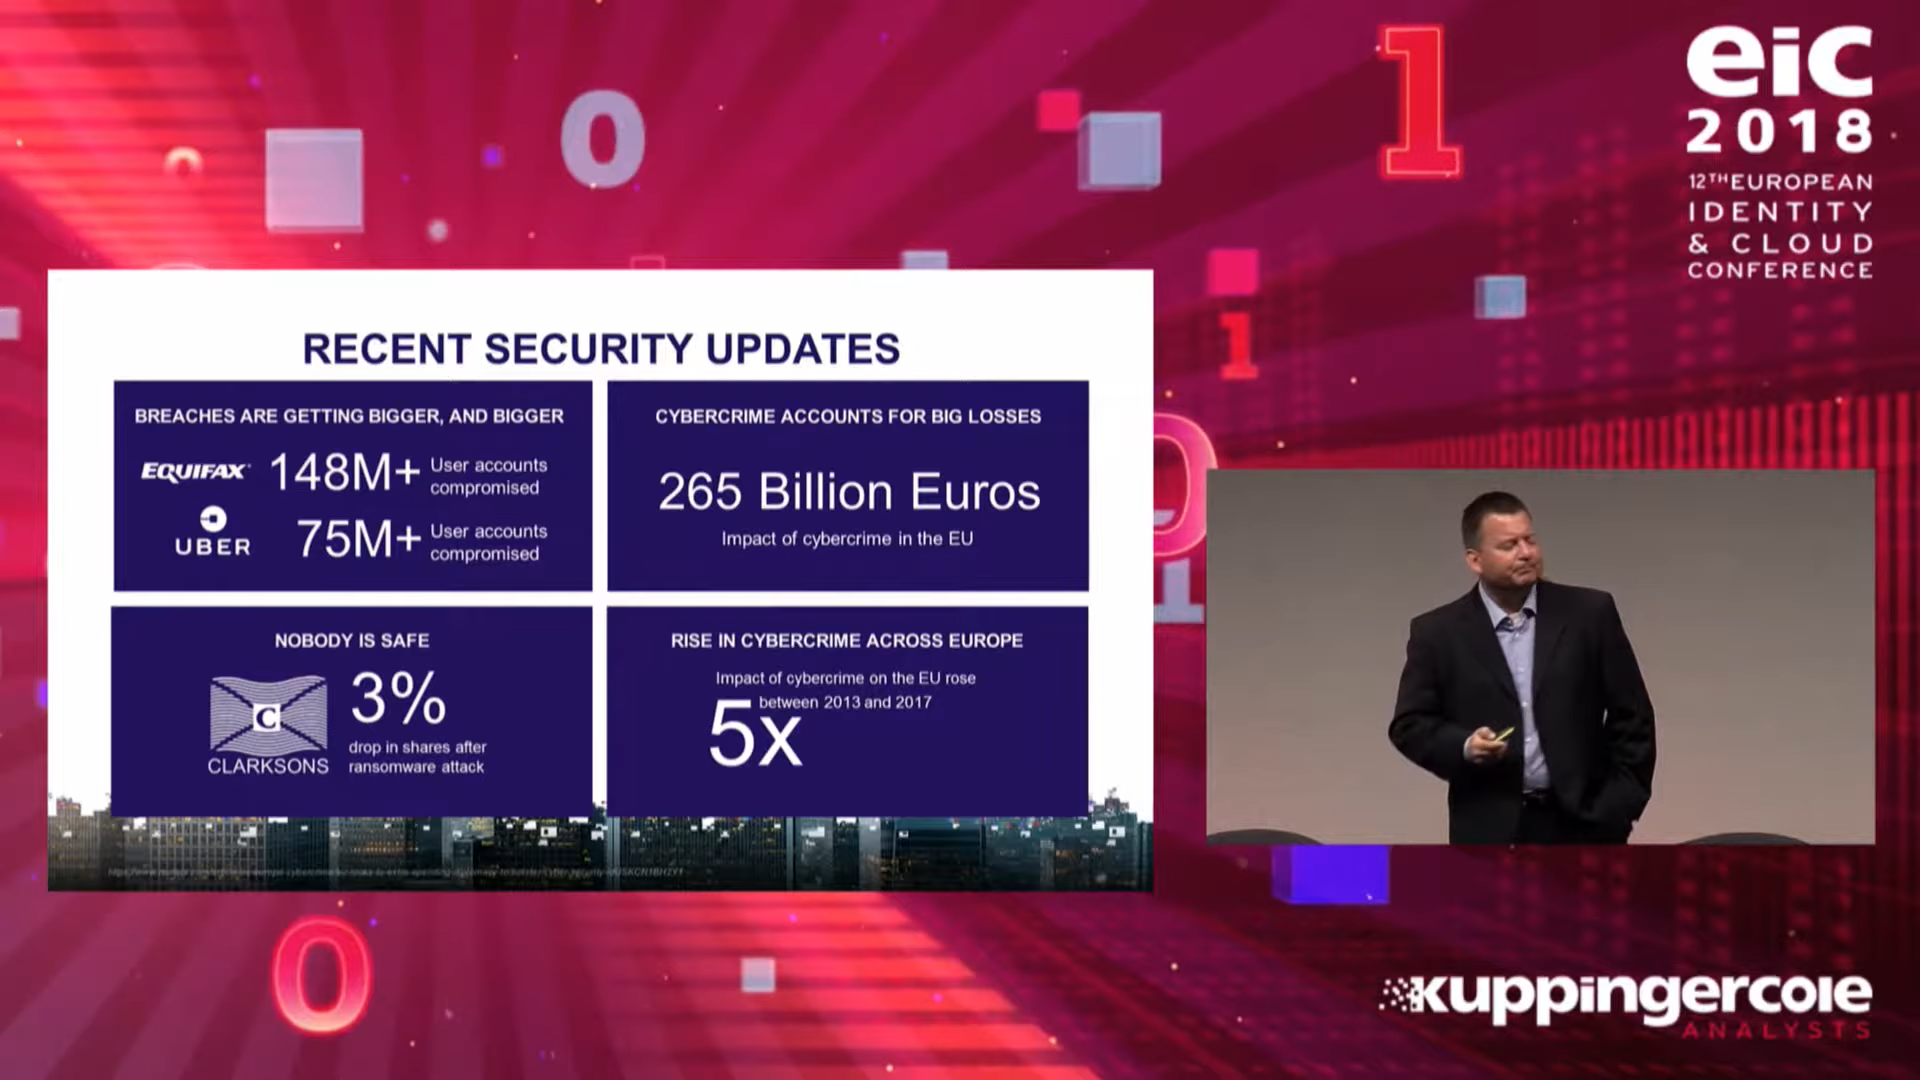 eic
2018
12TH EUROPEAN
IDENTITY
& CLOUD
CONFERENCE
RECENT SECURITY UPDATES
BREACHES ARE GETTING BIGGER, AND BIGGER
EQUIFAX 148M+ User accounts
compromised
UBER 75M+ User accounts
compromised
CYBERCRIME ACCOUNTS FOR BIG LOSSES
265 Billion Euros
Impact of cybercrime in the EU
NOBODY IS SAFE
C
CLARKSONS
3%
drop in shares after
ransomware attack
RISE IN CYBERCRIME ACROSS EUROPE
Impact of cybercrime on the EU rose
between 2013 and 2017
5x
kuppingercole
ANALYSTS